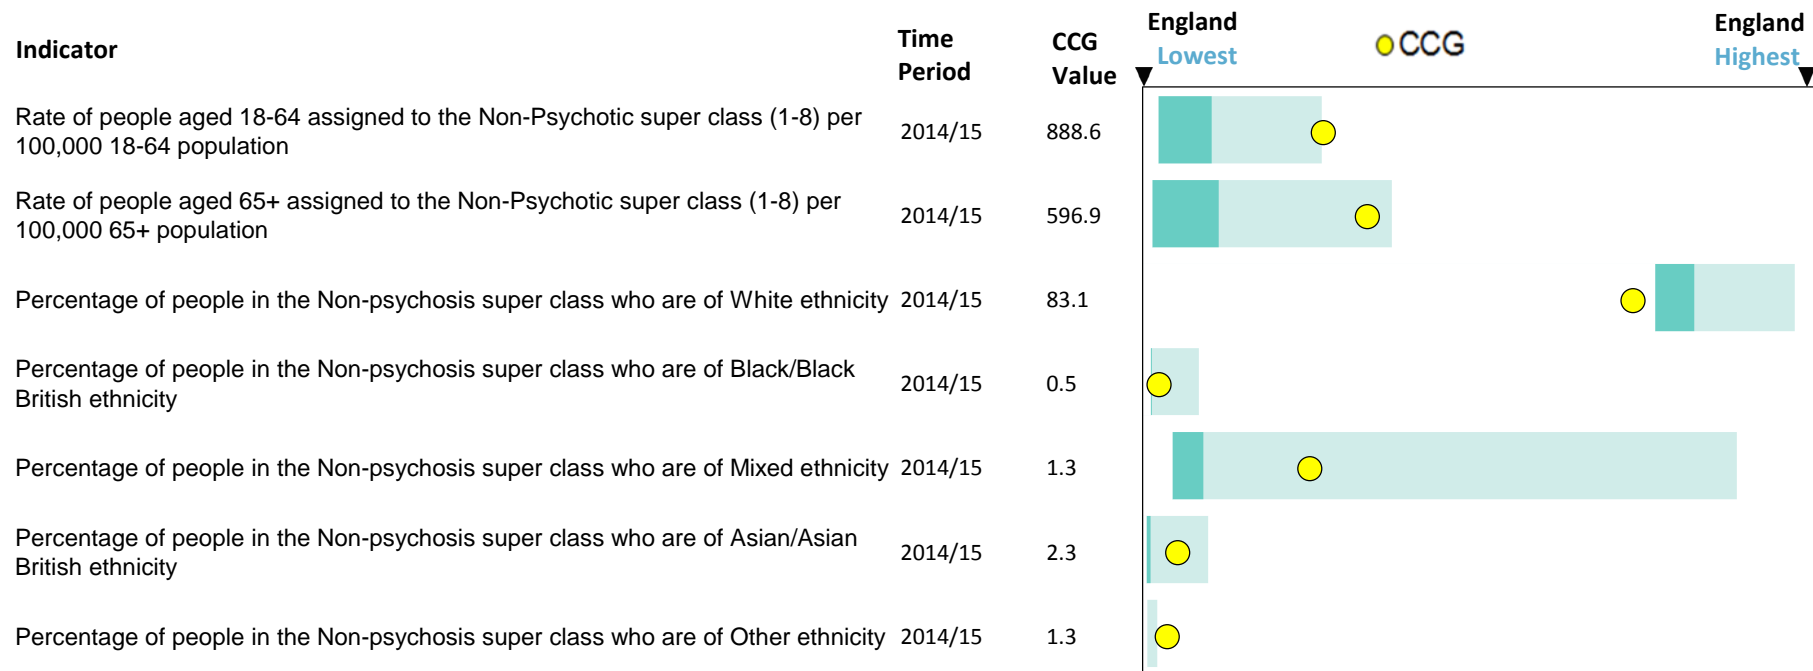 Indicator
Time
Period
CCG
Value
England
Lowest
CCG
England
Highest
Rate of people aged 18-64 assigned to the Non-Psychotic super class (1-8) per
100,000 18-64 population
2014/15
888.6
Rate of people aged 65+ assigned to the Non-Psychotic super class (1-8) per
100,000 65+ population
2014/15
596.9
Percentage of people in the Non-psychosis super class who are of White ethnicity
2014/15
83.1
Percentage of people in the Non-psychosis super class who are of Black/Black
British ethnicity
2014/15
0.5
Percentage of people in the Non-psychosis super class who are of Mixed ethnicity
2014/15
1.3
Percentage of people in the Non-psychosis super class who are of Asian/Asian
British ethnicity
2014/15
2.3
Percentage of people in the Non-psychosis super class who are of Other ethnicity
2014/15
1.3